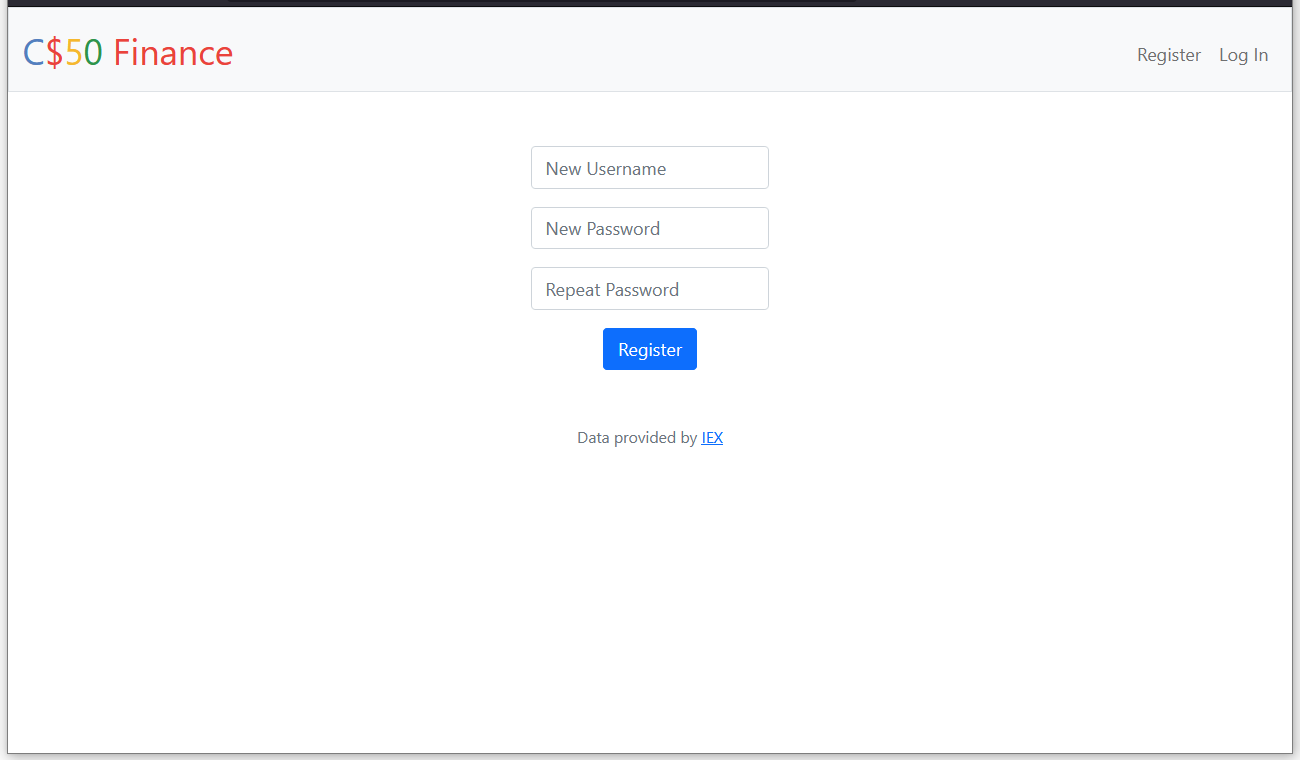 C$50 Finance
Register Log In
New Username
New Password
Repeat Password
Register
Data provided by IEX